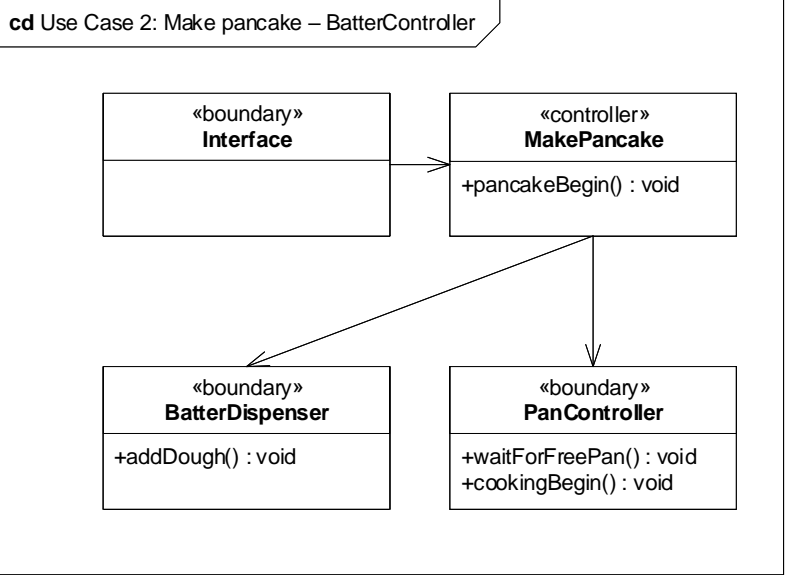 cd Use Case 2: Make pancake – BatterController
«boundary»
Interface
«controller»
MakePancake
+pancakeBegin() : void
«boundary»
BatterDispenser
+addDough() : void
«boundary»
PanController
+waitForFreePan() : void
+cookingBegin() : void